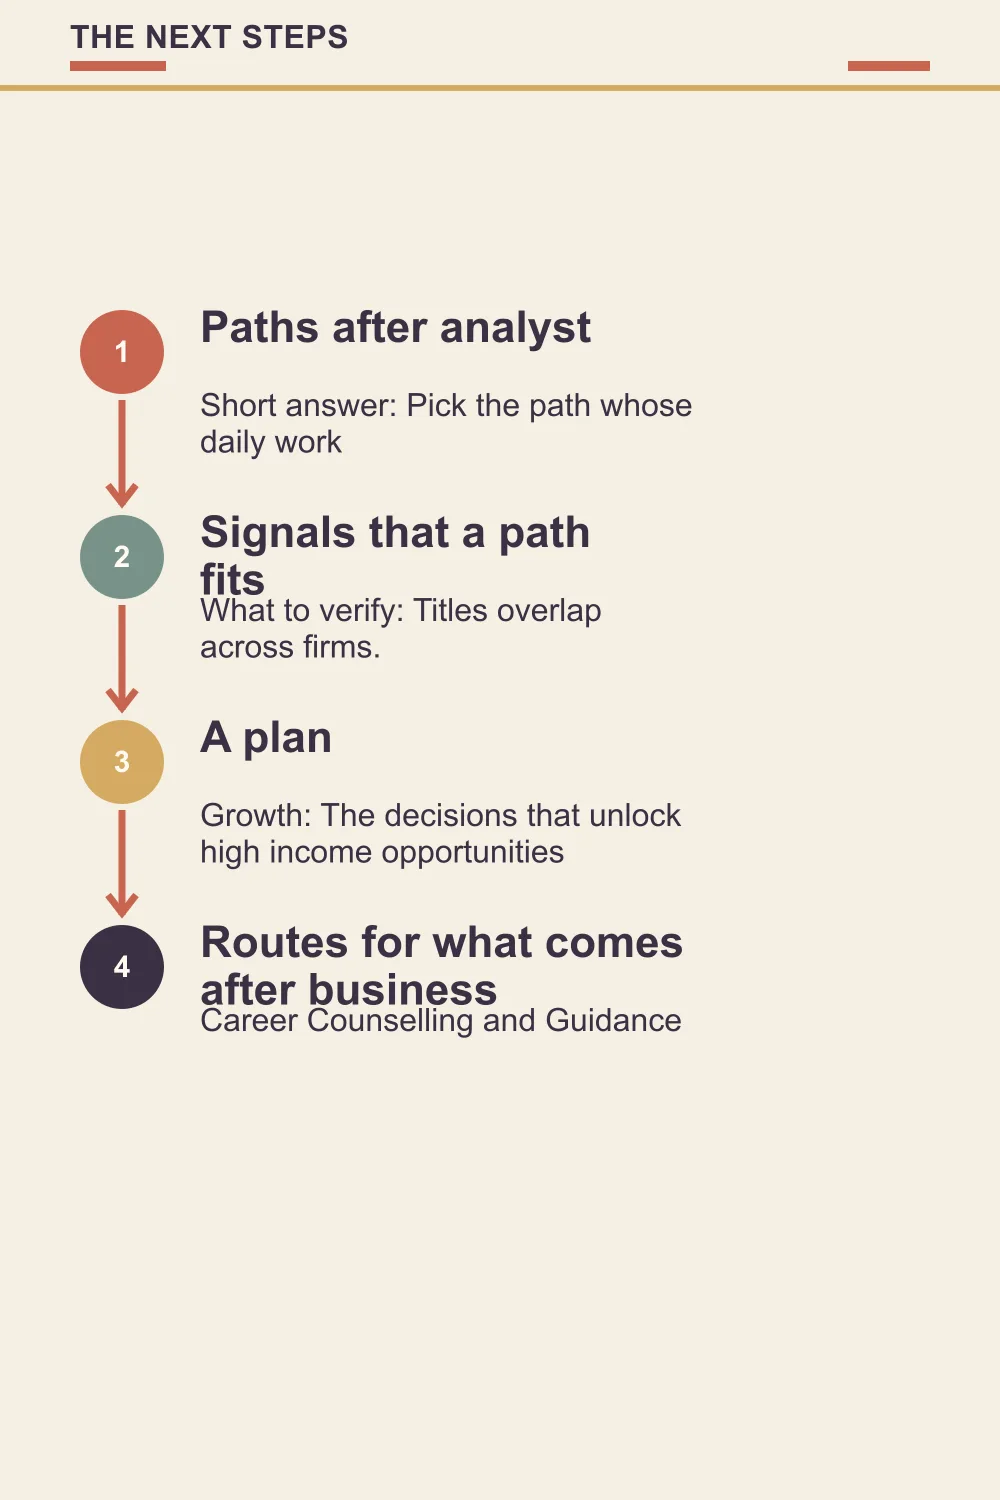 THE NEXT STEPS
1
Paths after analyst
Short answer: Pick the path whose
daily work
2
Signals that a path
fits
What to verify: Titles overlap
across firms.
3
A plan
Growth: The decisions that unlock
high income opportunities
4
Routes for what comes
after business
Career Counselling and Guidance